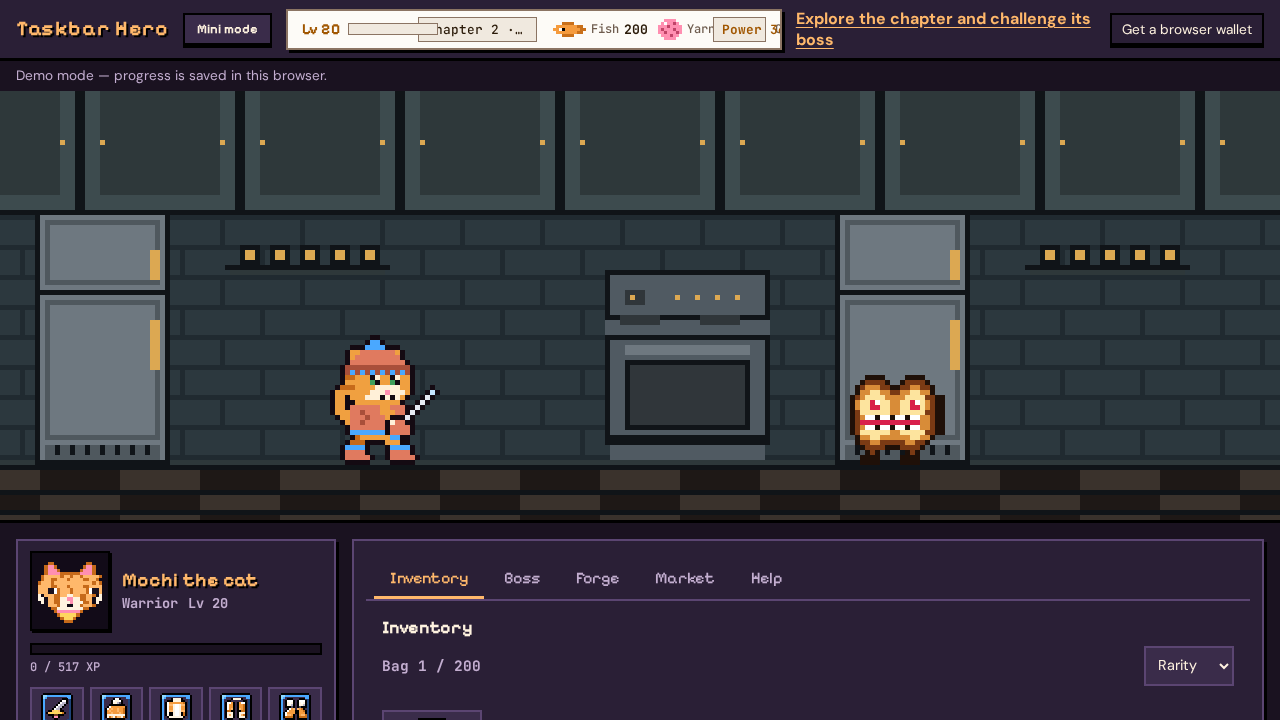 Taskbar Hero
Mini mode
Lv 20
hapter 2 ·…
Fish 200
Yarn
Power
Explore the chapter and challenge its
boss
Get a browser wallet
Demo mode — progress is saved in this browser.
Mochi the cat
Warrior Lv 20
0 / 517 XP
Inventory
Boss
Forge
Market
Help
Inventory
Bag 1 / 200
Rarity